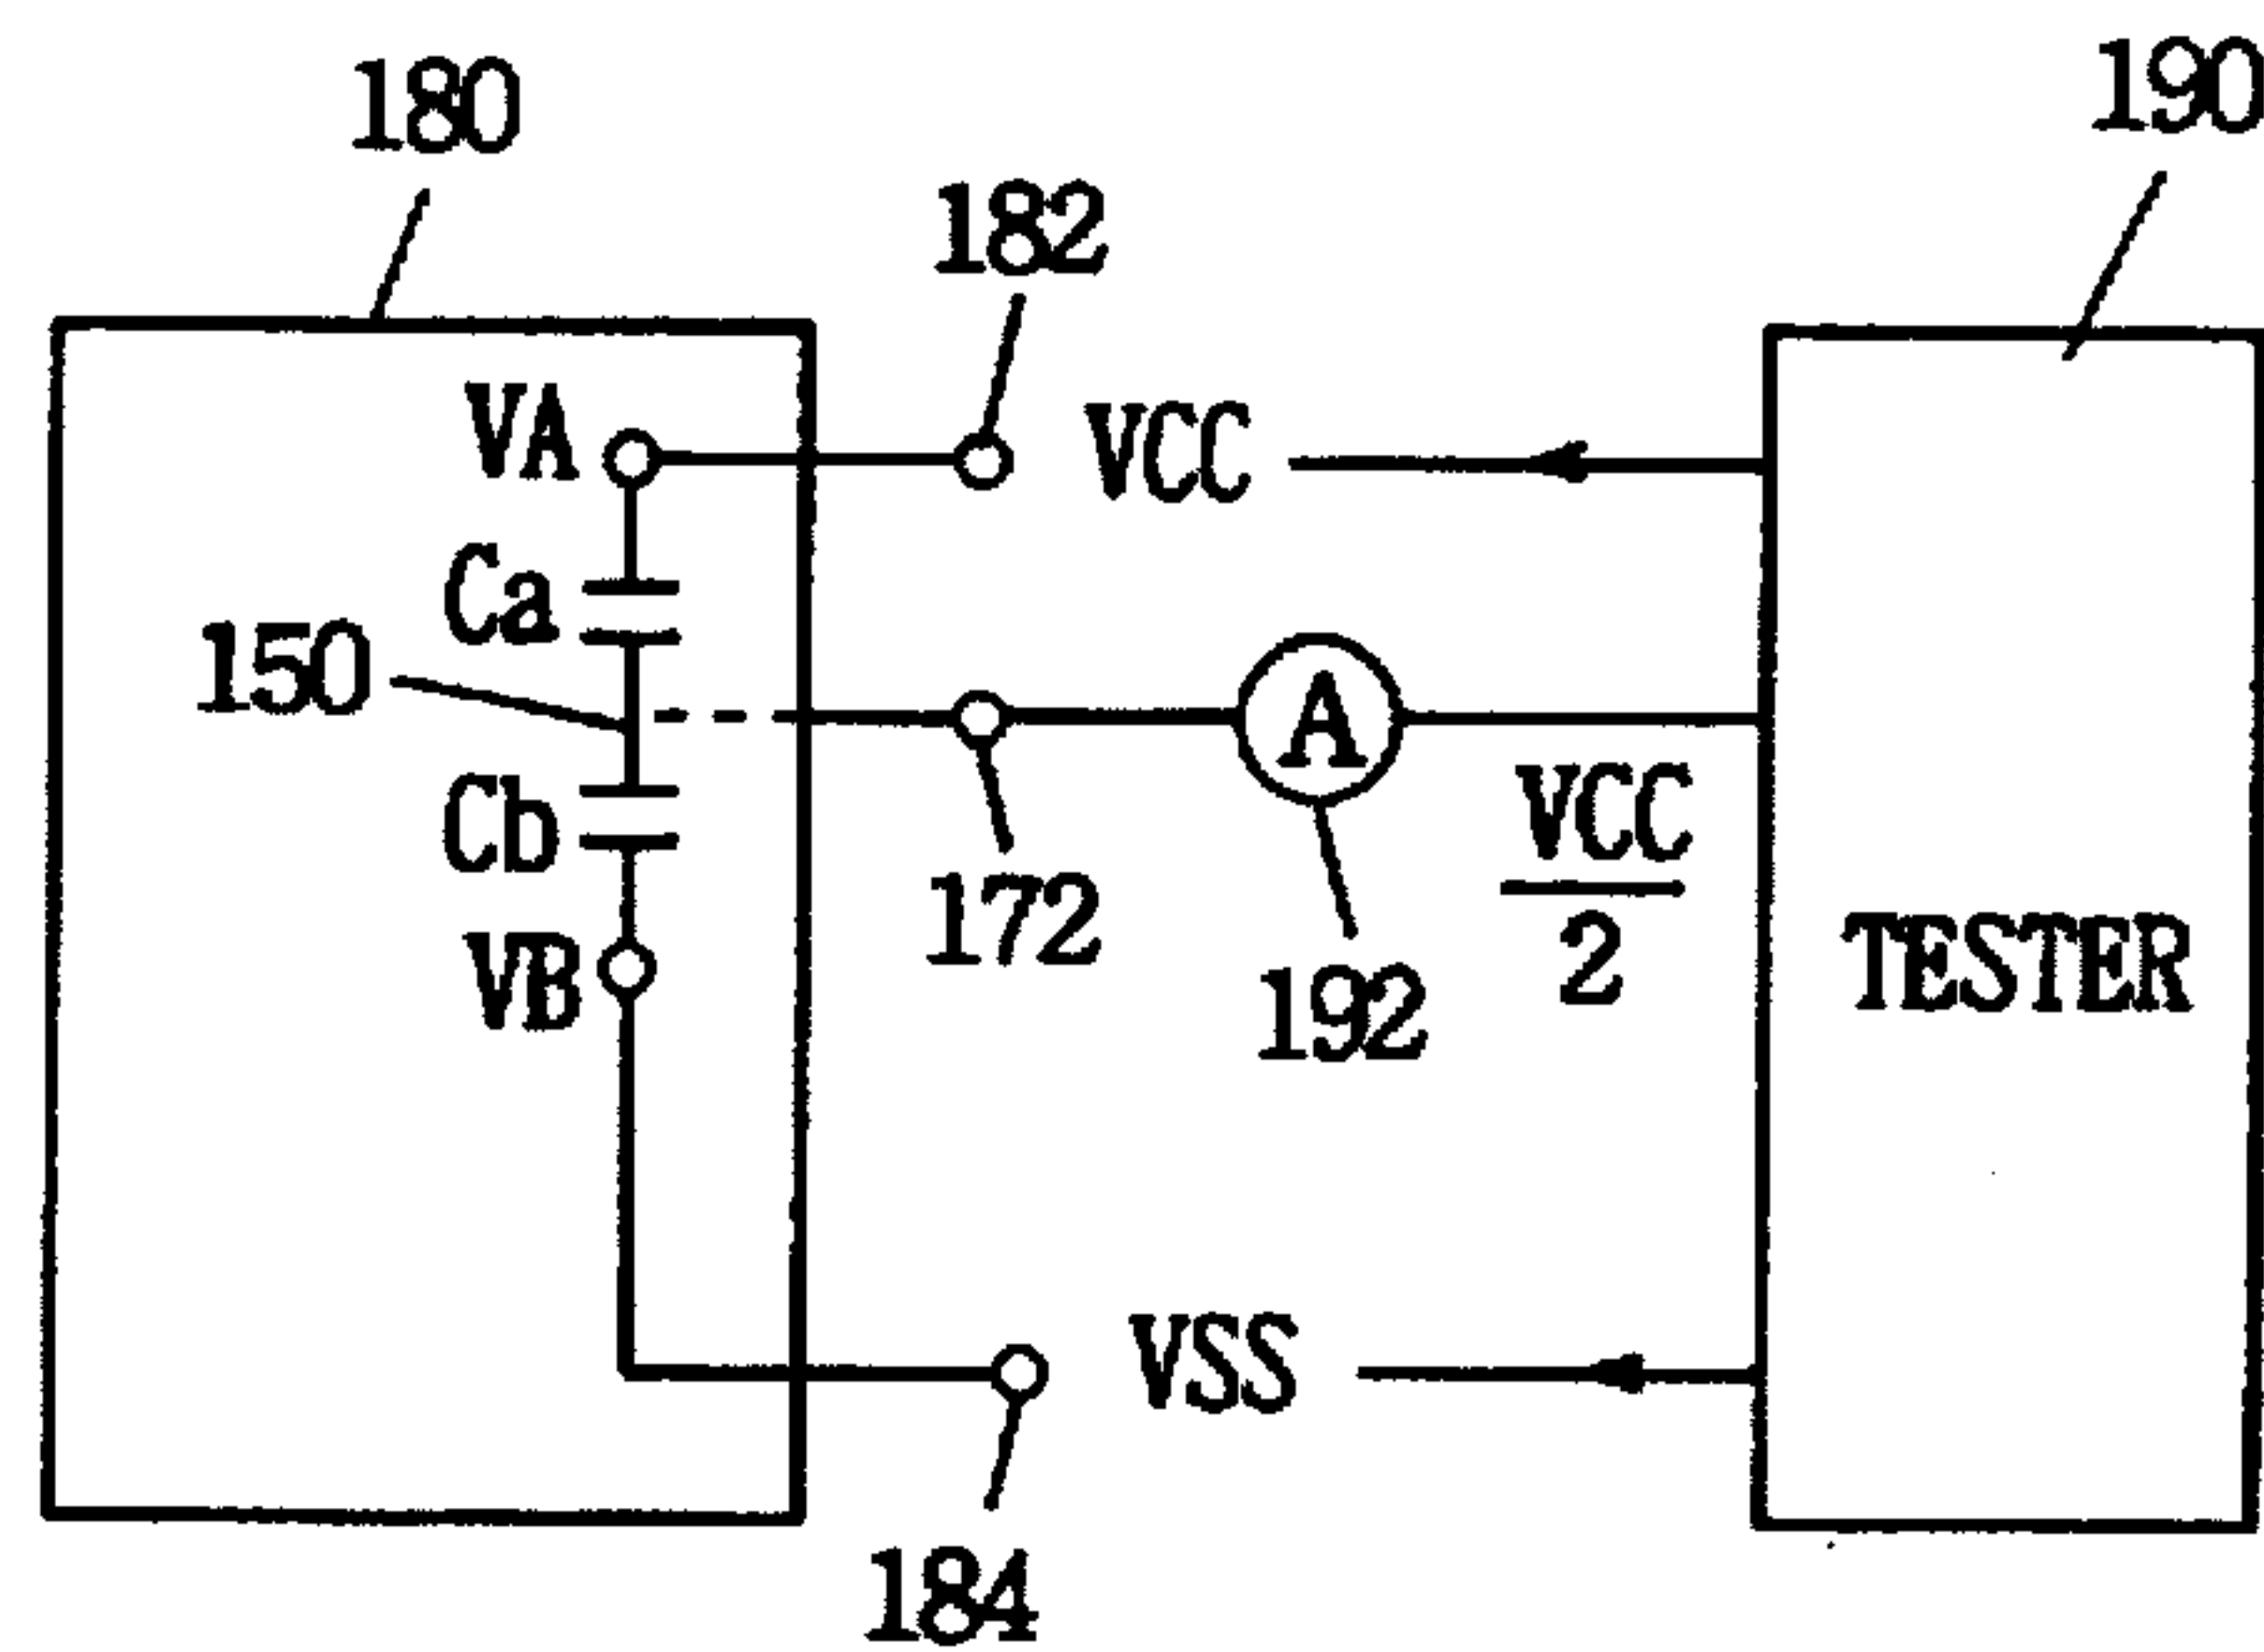 180
190
182
VA
VCC
Ca
150
A
Cb
VCC
2
172
TESTER
VB
192
VSS
184